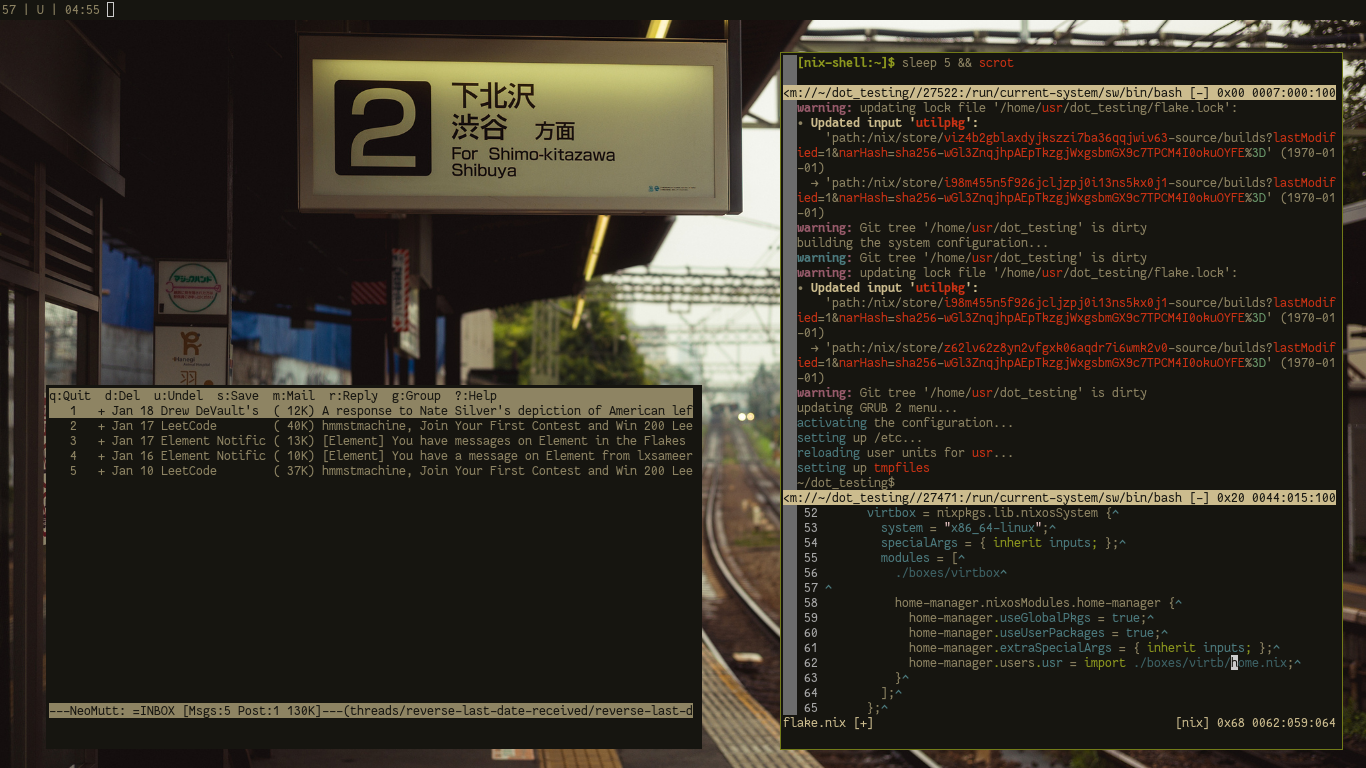 57 | U | 04:55
2
下北沢
渋谷 方面
For Shimo-kitazawa
Shibuya
q:Quit d:Del u:Undel s:Save m:Mail r:Reply g:Group ?:Help
1 + Jan 18 Drew DeVault's ( 12K) A response to Nate Silver's depiction of American lef
2 + Jan 17 LeetCode ( 40K) hmmstmachine, Join Your First Contest and Win 200 Lee
3 + Jan 17 Element Notific ( 13K) [Element] You have messages on Element in the Flakes
4 + Jan 16 Element Notific ( 10K) [Element] You have a message on Element from lxsameer
5 + Jan 10 LeetCode ( 37K) hmmstmachine, Join Your First Contest and Win 200 Lee
---NeoMutt: =INBOX [Msgs:5 Post:1 130K]---(threads/reverse-last-date-received/reverse-last-d
[nix-shell:~]$ sleep 5 && scrot
<m://~/dot_testing//27522:/run/current-system/sw/bin/bash [-] 0x00 0007:000:100
warning: updating lock file '/home/usr/dot_testing/flake.lock':
• Updated input 'utilpkg':
'path:/nix/store/viz4b2gblaxdyjkszzi7ba36qqjwiv63-source/builds?lastModif
ied=1&narHash=sha256-wGl3ZnqjhpAEpTkzgjWxgsbmGX9c7TPCM4I0okuOYFE%3D' (1970-01
-01)
→ 'path:/nix/store/i98m455n5f926jcljzpj0i13ns5kx0j1-source/builds?lastModif
ied=1&narHash=sha256-wGl3ZnqjhpAEpTkzgjWxgsbmGX9c7TPCM4I0okuOYFE%3D' (1970-01
-01)
warning: Git tree '/home/usr/dot_testing' is dirty
building the system configuration...
warning: Git tree '/home/usr/dot_testing' is dirty
warning: updating lock file '/home/usr/dot_testing/flake.lock':
• Updated input 'utilpkg':
'path:/nix/store/i98m455n5f926jcljzpj0i13ns5kx0j1-source/builds?lastModif
ied=1&narHash=sha256-wGl3ZnqjhpAEpTkzgjWxgsbmGX9c7TPCM4I0okuOYFE%3D' (1970-01
-01)
→ 'path:/nix/store/z62lv62z8yn2vfgxk06aqdr7i6wmk2v0-source/builds?lastModif
ied=1&narHash=sha256-wGl3ZnqjhpAEpTkzgjWxgsbmGX9c7TPCM4I0okuOYFE%3D' (1970-01
-01)
warning: Git tree '/home/usr/dot_testing' is dirty
updating GRUB 2 menu...
activating the configuration...
setting up /etc...
reloading user units for usr...
setting up tmpfiles
~/dot_testing$
<m://~/dot_testing//27471:/run/current-system/sw/bin/bash [-] 0x20 0044:015:100
52 virtbox = nixpkgs.lib.nixosSystem {^
53 system = "x86_64-linux";^
54 specialArgs = { inherit inputs; };^
55 modules = [^
56 ./boxes/virtbox^
57 ^
58 home-manager.nixosModules.home-manager {^
59 home-manager.useGlobalPkgs = true;^
60 home-manager.useUserPackages = true;^
61 home-manager.extraSpecialArgs = { inherit inputs; };^
62 home-manager.users.usr = import ./boxes/virtb/home.nix;^
63 }^
64 ];^
65 };^
flake.nix [+] [nix] 0x68 0062:059:064